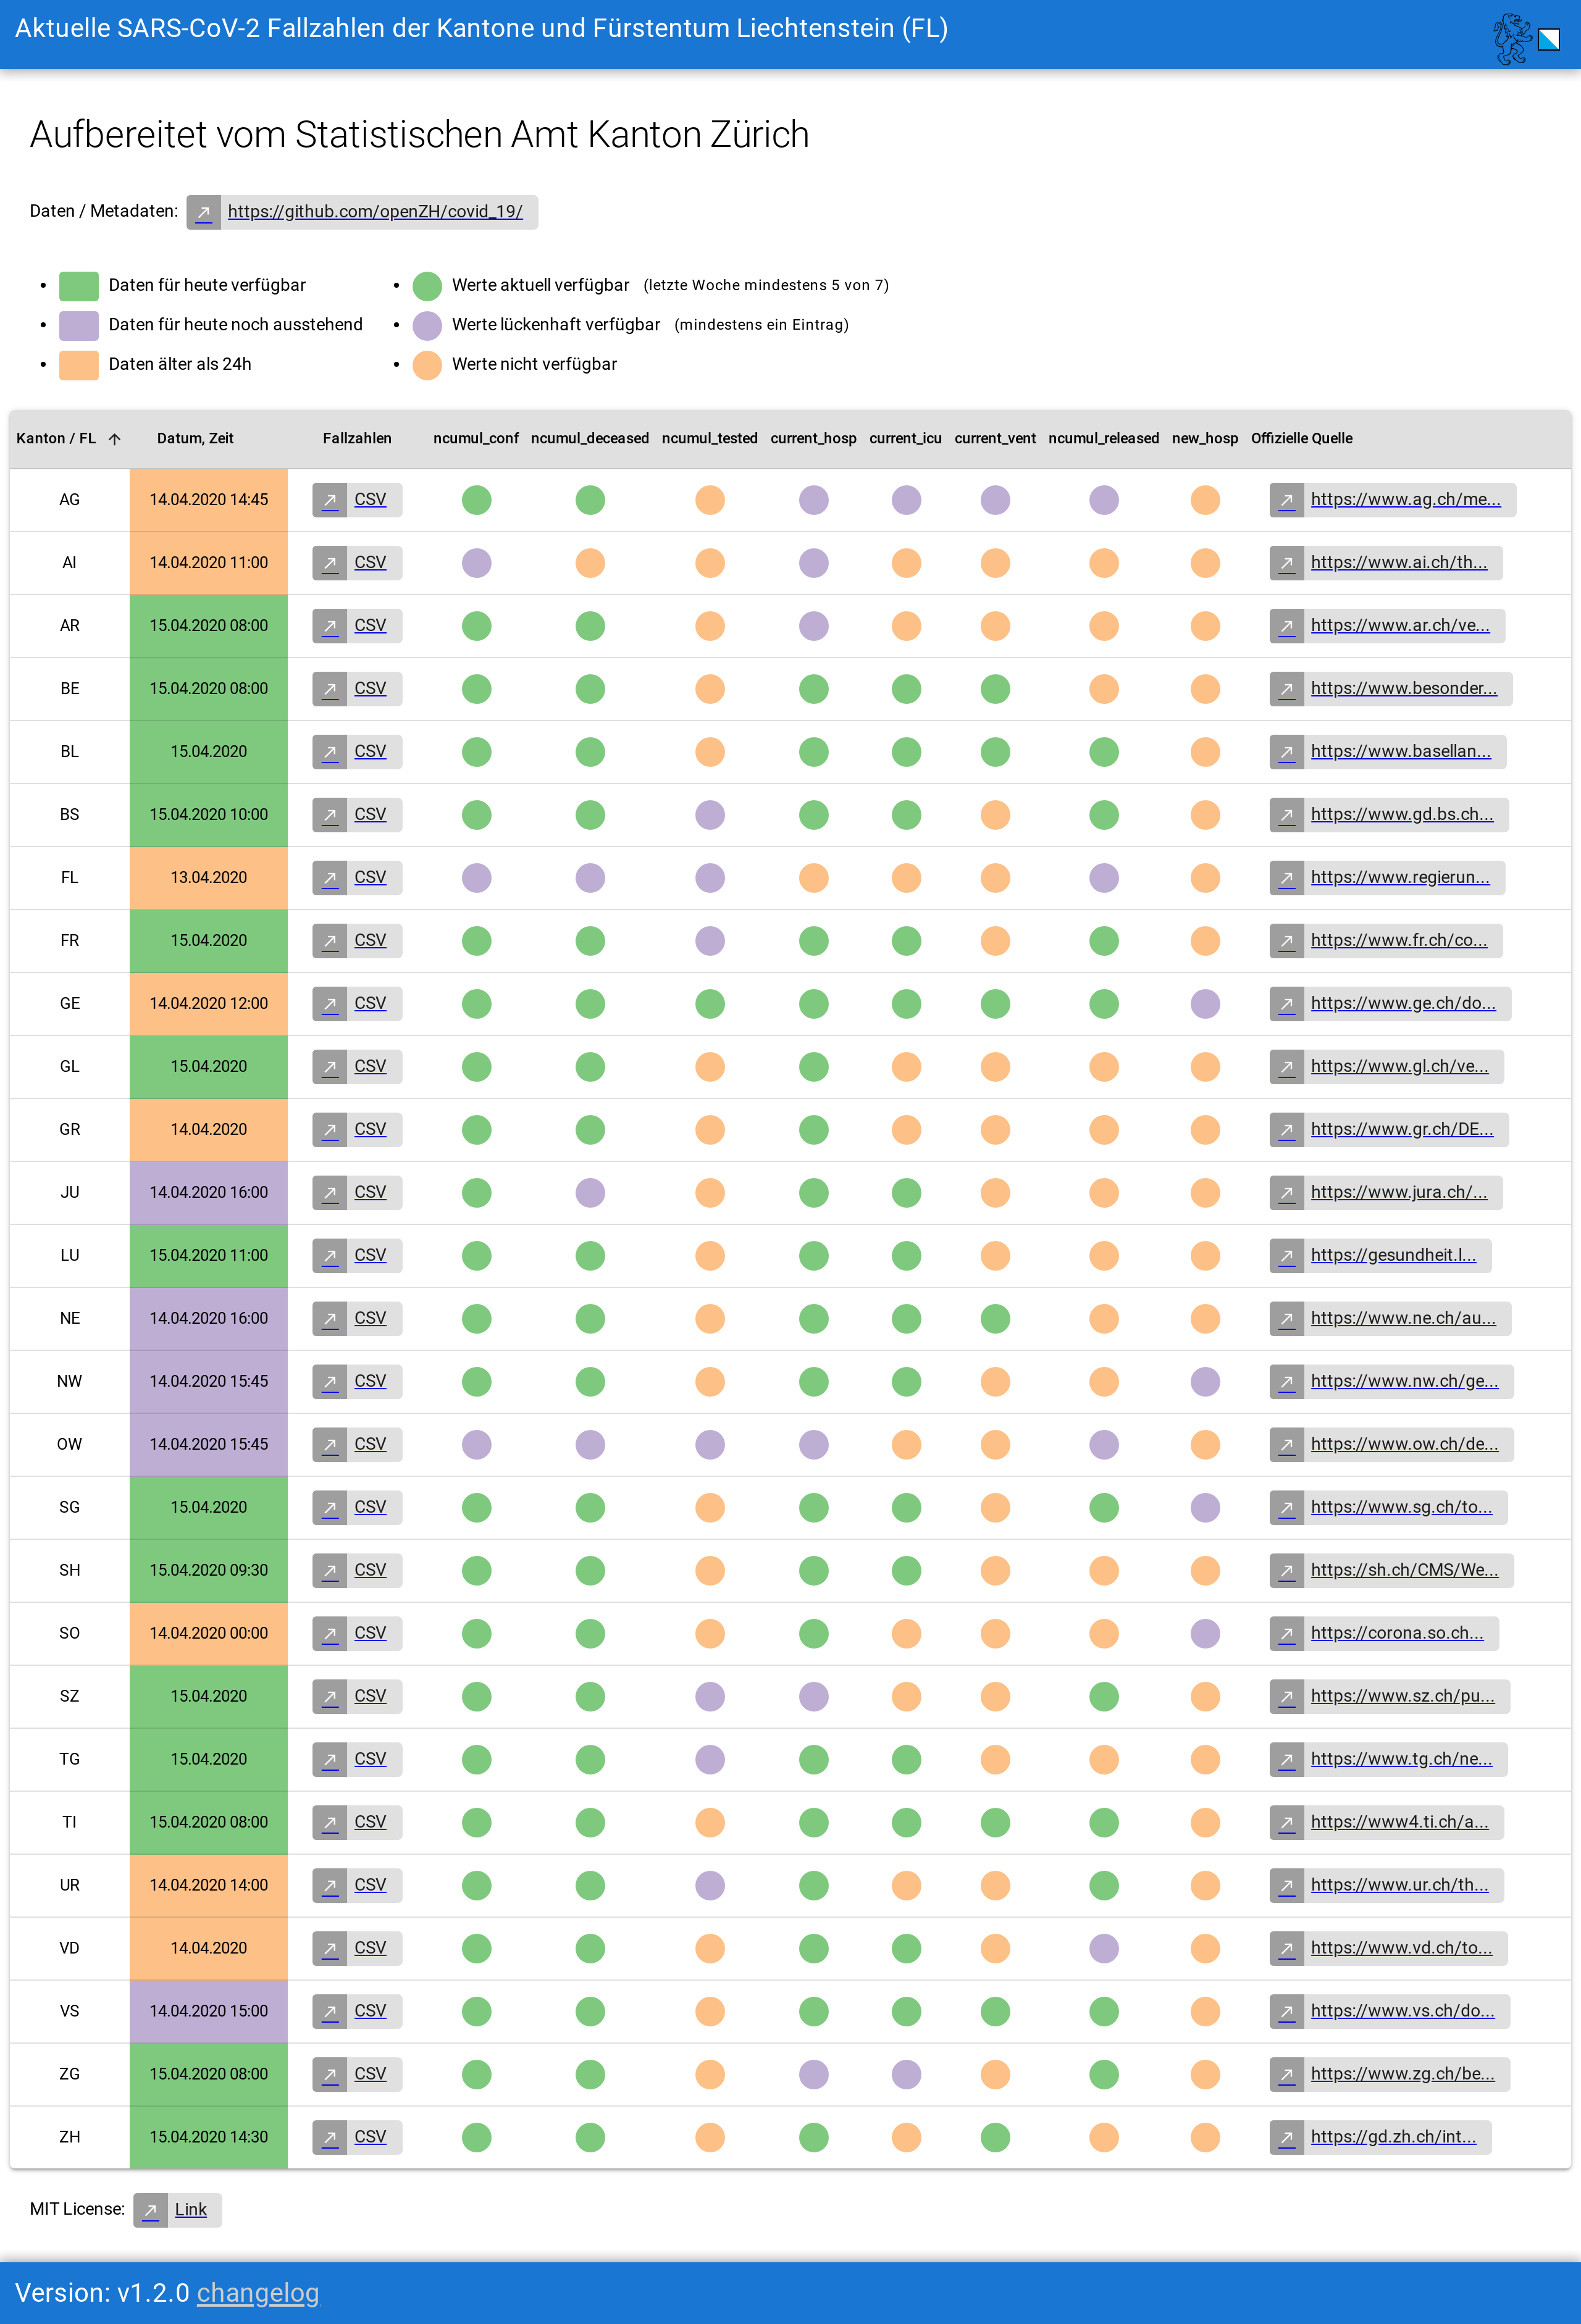 Aktuelle SARS-CoV-2 Fallzahlen der Kantone und Fürstentum Liechtenstein (FL)
Aufbereitet vom Statistischen Amt Kanton Zürich
Daten / Metadaten: https://github.com/openZH/covid_19/
Daten für heute verfügbar
Daten für heute noch ausstehend
Daten älter als 24h
Werte aktuell verfügbar (letzte Woche mindestens 5 von 7)
Werte lückenhaft verfügbar (mindestens ein Eintrag)
Werte nicht verfügbar
Kanton / FL Datum, Zeit Fallzahlen ncumul_conf ncumul_deceased ncumul_tested current_hosp current_icu current_vent ncumul_released new_hosp Offizielle Quelle
AG 14.04.2020 14:45 CSV https://www.ag.ch/me...
AI 14.04.2020 11:00 CSV https://www.ai.ch/th...
AR 15.04.2020 08:00 CSV https://www.ar.ch/ve...
BE 15.04.2020 08:00 CSV https://www.besonder...
BL 15.04.2020 CSV https://www.basellan...
BS 15.04.2020 10:00 CSV https://www.gd.bs.ch...
FL 13.04.2020 CSV https://www.regierun...
FR 15.04.2020 CSV https://www.fr.ch/co...
GE 14.04.2020 12:00 CSV https://www.ge.ch/do...
GL 15.04.2020 CSV https://www.gl.ch/ve...
GR 14.04.2020 CSV https://www.gr.ch/DE...
JU 14.04.2020 16:00 CSV https://www.jura.ch/...
LU 15.04.2020 11:00 CSV https://gesundheit.l...
NE 14.04.2020 16:00 CSV https://www.ne.ch/au...
NW 14.04.2020 15:45 CSV https://www.nw.ch/ge...
OW 14.04.2020 15:45 CSV https://www.ow.ch/de...
SG 15.04.2020 CSV https://www.sg.ch/to...
SH 15.04.2020 09:30 CSV https://sh.ch/CMS/We...
SO 14.04.2020 00:00 CSV https://corona.so.ch...
SZ 15.04.2020 CSV https://www.sz.ch/pu...
TG 15.04.2020 CSV https://www.tg.ch/ne...
TI 15.04.2020 08:00 CSV https://www4.ti.ch/a...
UR 14.04.2020 14:00 CSV https://www.ur.ch/th...
VD 14.04.2020 CSV https://www.vd.ch/to...
VS 14.04.2020 15:00 CSV https://www.vs.ch/do...
ZG 15.04.2020 08:00 CSV https://www.zg.ch/be...
ZH 15.04.2020 14:30 CSV https://gd.zh.ch/int...
MIT License: Link
Version: v1.2.0 changelog